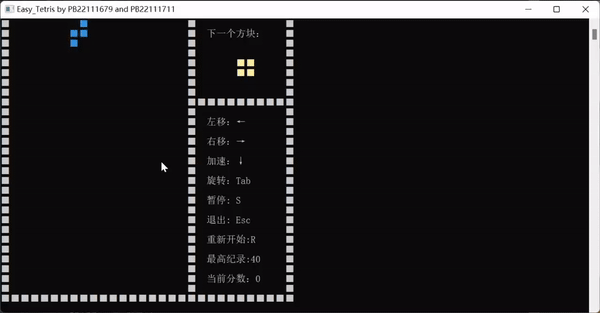 Easy_Tetris by PB22111679 and PB22111711
下一个方块:
左移: ←
右移: →
加速: ↓
旋转: Tab
暂停: S
退出: Esc
重新开始:R
最高纪录:40
当前分数: 0